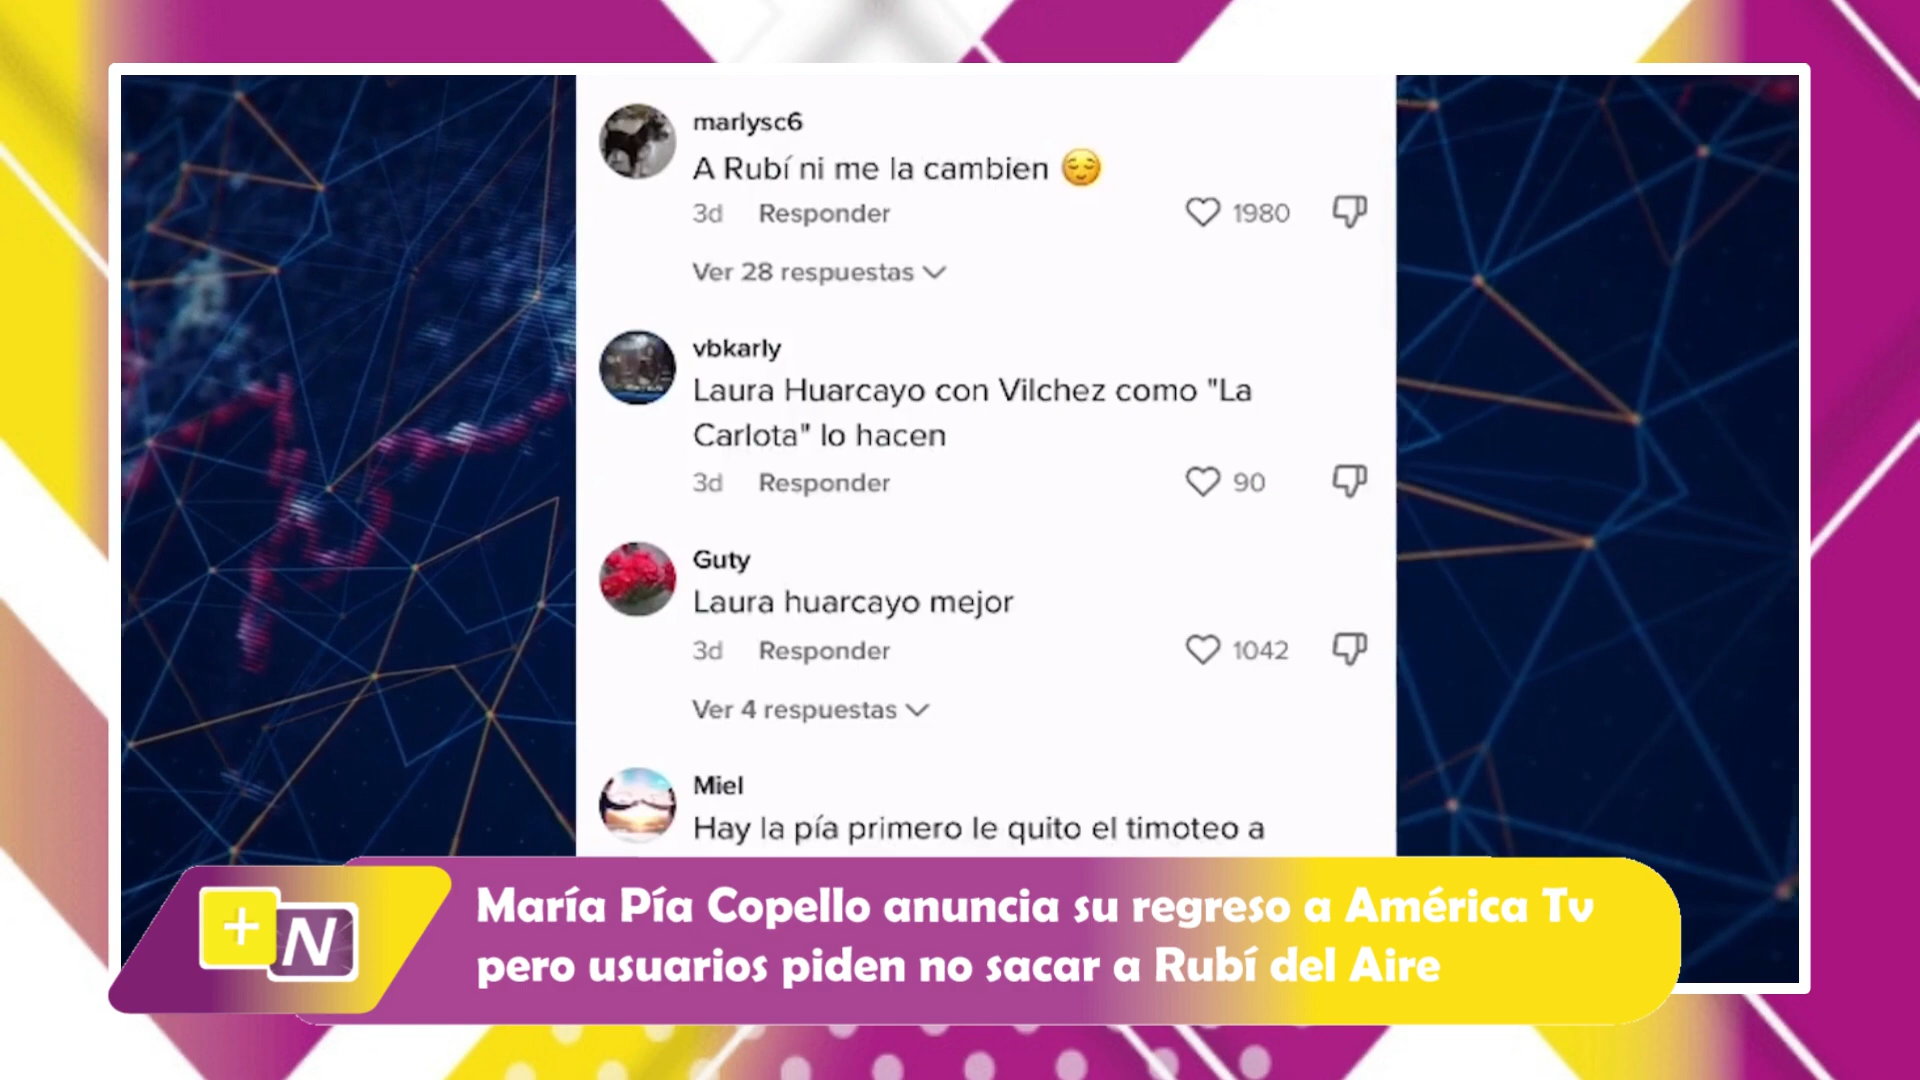 marlysc6
A Rubí ni me la cambien 😌
3d Responder 1980
Ver 28 respuestas
vbkarly
Laura Huarcayo con Vilchez como "La
Carlota" lo hacen
3d Responder 90
Guty
Laura huarcayo mejor
3d Responder 1042
Ver 4 respuestas
Miel
Hay la pía primero le quito el timoteo a
+N
María Pía Copello anuncia su regreso a América Tv
pero usuarios piden no sacar a Rubí del Aire